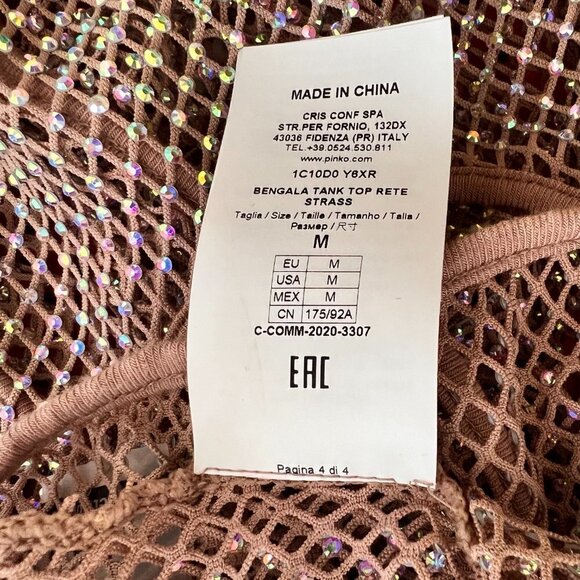 MADE IN CHINA
CRIS CONF SPA
STR.PER FORNIO, 132DX
43036 FIDENZA (PR) ITALY
TEL.+39.0524.530.811
www.pinko.com
1C10D0 Y6XR
BENGALA TANK TOP RETE
STRASS
Taglia / Size / Taille / Tamanho / Talla /
Размер / 尺寸
M
EU M
USA M
MEX M
CN 175/92A
C-COMM-2020-3307
EAC
Pagina 4 di 4